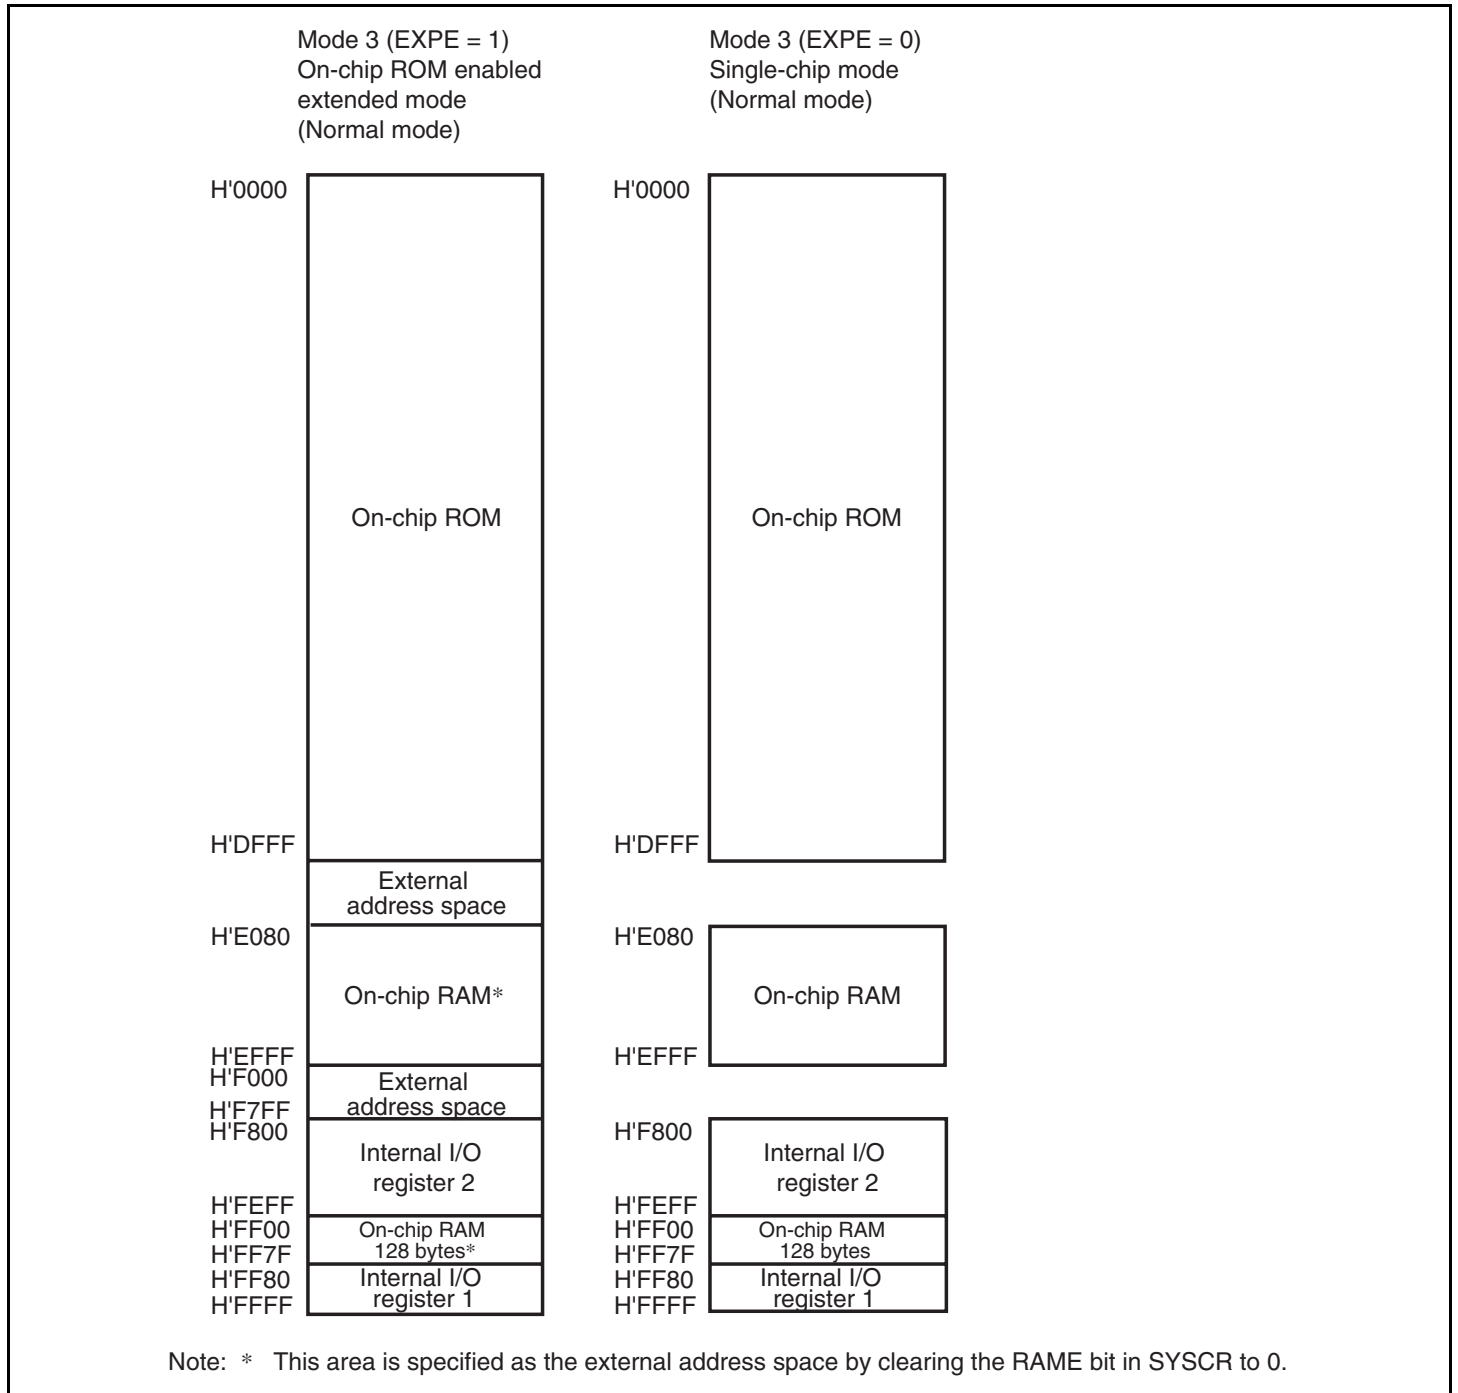 Mode 3 (EXPE = 1)
On-chip ROM enabled
extended mode
(Normal mode)
Mode 3 (EXPE = 0)
Single-chip mode
(Normal mode)
H'0000
On-chip ROM
H'DFFF
External
address space
H'E080
On-chip RAM*
H'EFFF
H'F000
External
address space
H'F7FF
H'F800
Internal I/O
register 2
H'FEFF
H'FF00
On-chip RAM
128 bytes*
H'FF7F
H'FF80
Internal I/O
register 1
H'FFFF
H'0000
On-chip ROM
H'DFFF
H'E080
On-chip RAM
H'EFFF
H'F800
Internal I/O
register 2
H'FEFF
H'FF00
On-chip RAM
128 bytes
H'FF7F
H'FF80
Internal I/O
register 1
H'FFFF
Note: * This area is specified as the external address space by clearing the RAME bit in SYSCR to 0.